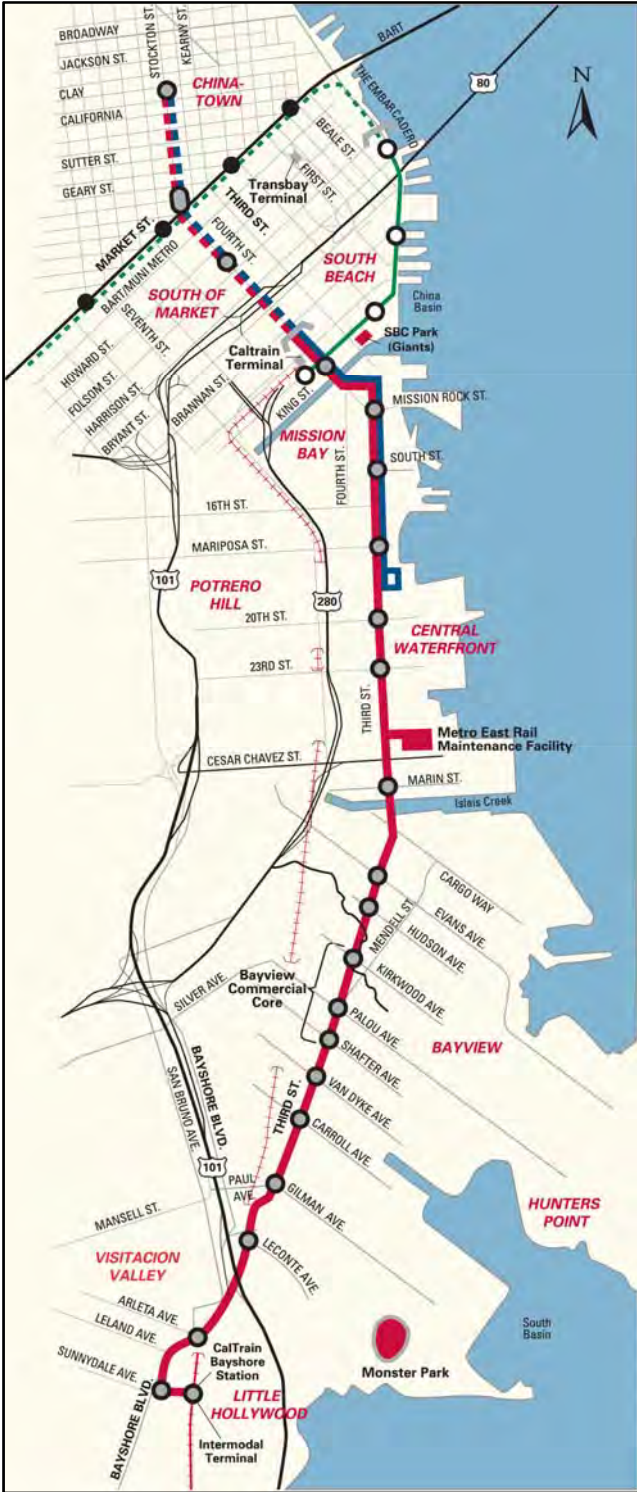 BROADWAY
STOCKTON ST.
KEARNY ST.
BART
JACKSON ST.
CHINA-
TOWN
CLAY
CALIFORNIA
THE EMBARCADERO
80
N
SUTTER ST.
GEARY ST.
BEALE ST.
FIRST ST.
Transbay
Terminal
THIRD ST.
FOURTH ST.
MARKET ST.
BART/MUNI METRO
SOUTH
BEACH
SOUTH OF
MARKET
SEVENTH ST.
China
Basin
SBC Park
(Giants)
Caltrain
Terminal
HOWARD ST.
FOLSOM ST.
HARRISON ST.
BRYANT ST.
BRANNAN ST.
KING ST.
MISSION ROCK ST.
MISSION
BAY
FOURTH ST.
SOUTH ST.
16TH ST.
MARIPOSA ST.
101
POTRERO
HILL
280
20TH ST.
CENTRAL
WATERFRONT
23RD ST.
THIRD ST.
Metro East Rail
Maintenance Facility
CESAR CHAVEZ ST.
MARIN ST.
Islais Creek
CARGO WAY
MENDELL ST.
EVANS AVE.
HUDSON AVE.
Bayview
Commercial
Core
KIRKWOOD AVE.
SILVER AVE.
PALOU AVE.
BAYVIEW
SHAFTER AVE.
SAN BRUNO AVE.
BAYSHORE BLVD.
THIRD ST.
VAN DYKE AVE.
CARROLL AVE.
101
PAUL
AVE
GILMAN AVE.
HUNTERS
POINT
MANSELL ST.
LECONTE AVE
VISITACION
VALLEY
ARLETA AVE.
LELAND AVE.
South
Basin
CalTrain
Bayshore
Station
Monster Park
SUNNYDALE AVE.
LITTLE
HOLLYWOOD
BAYSHORE BLVD.
Intermodal
Terminal